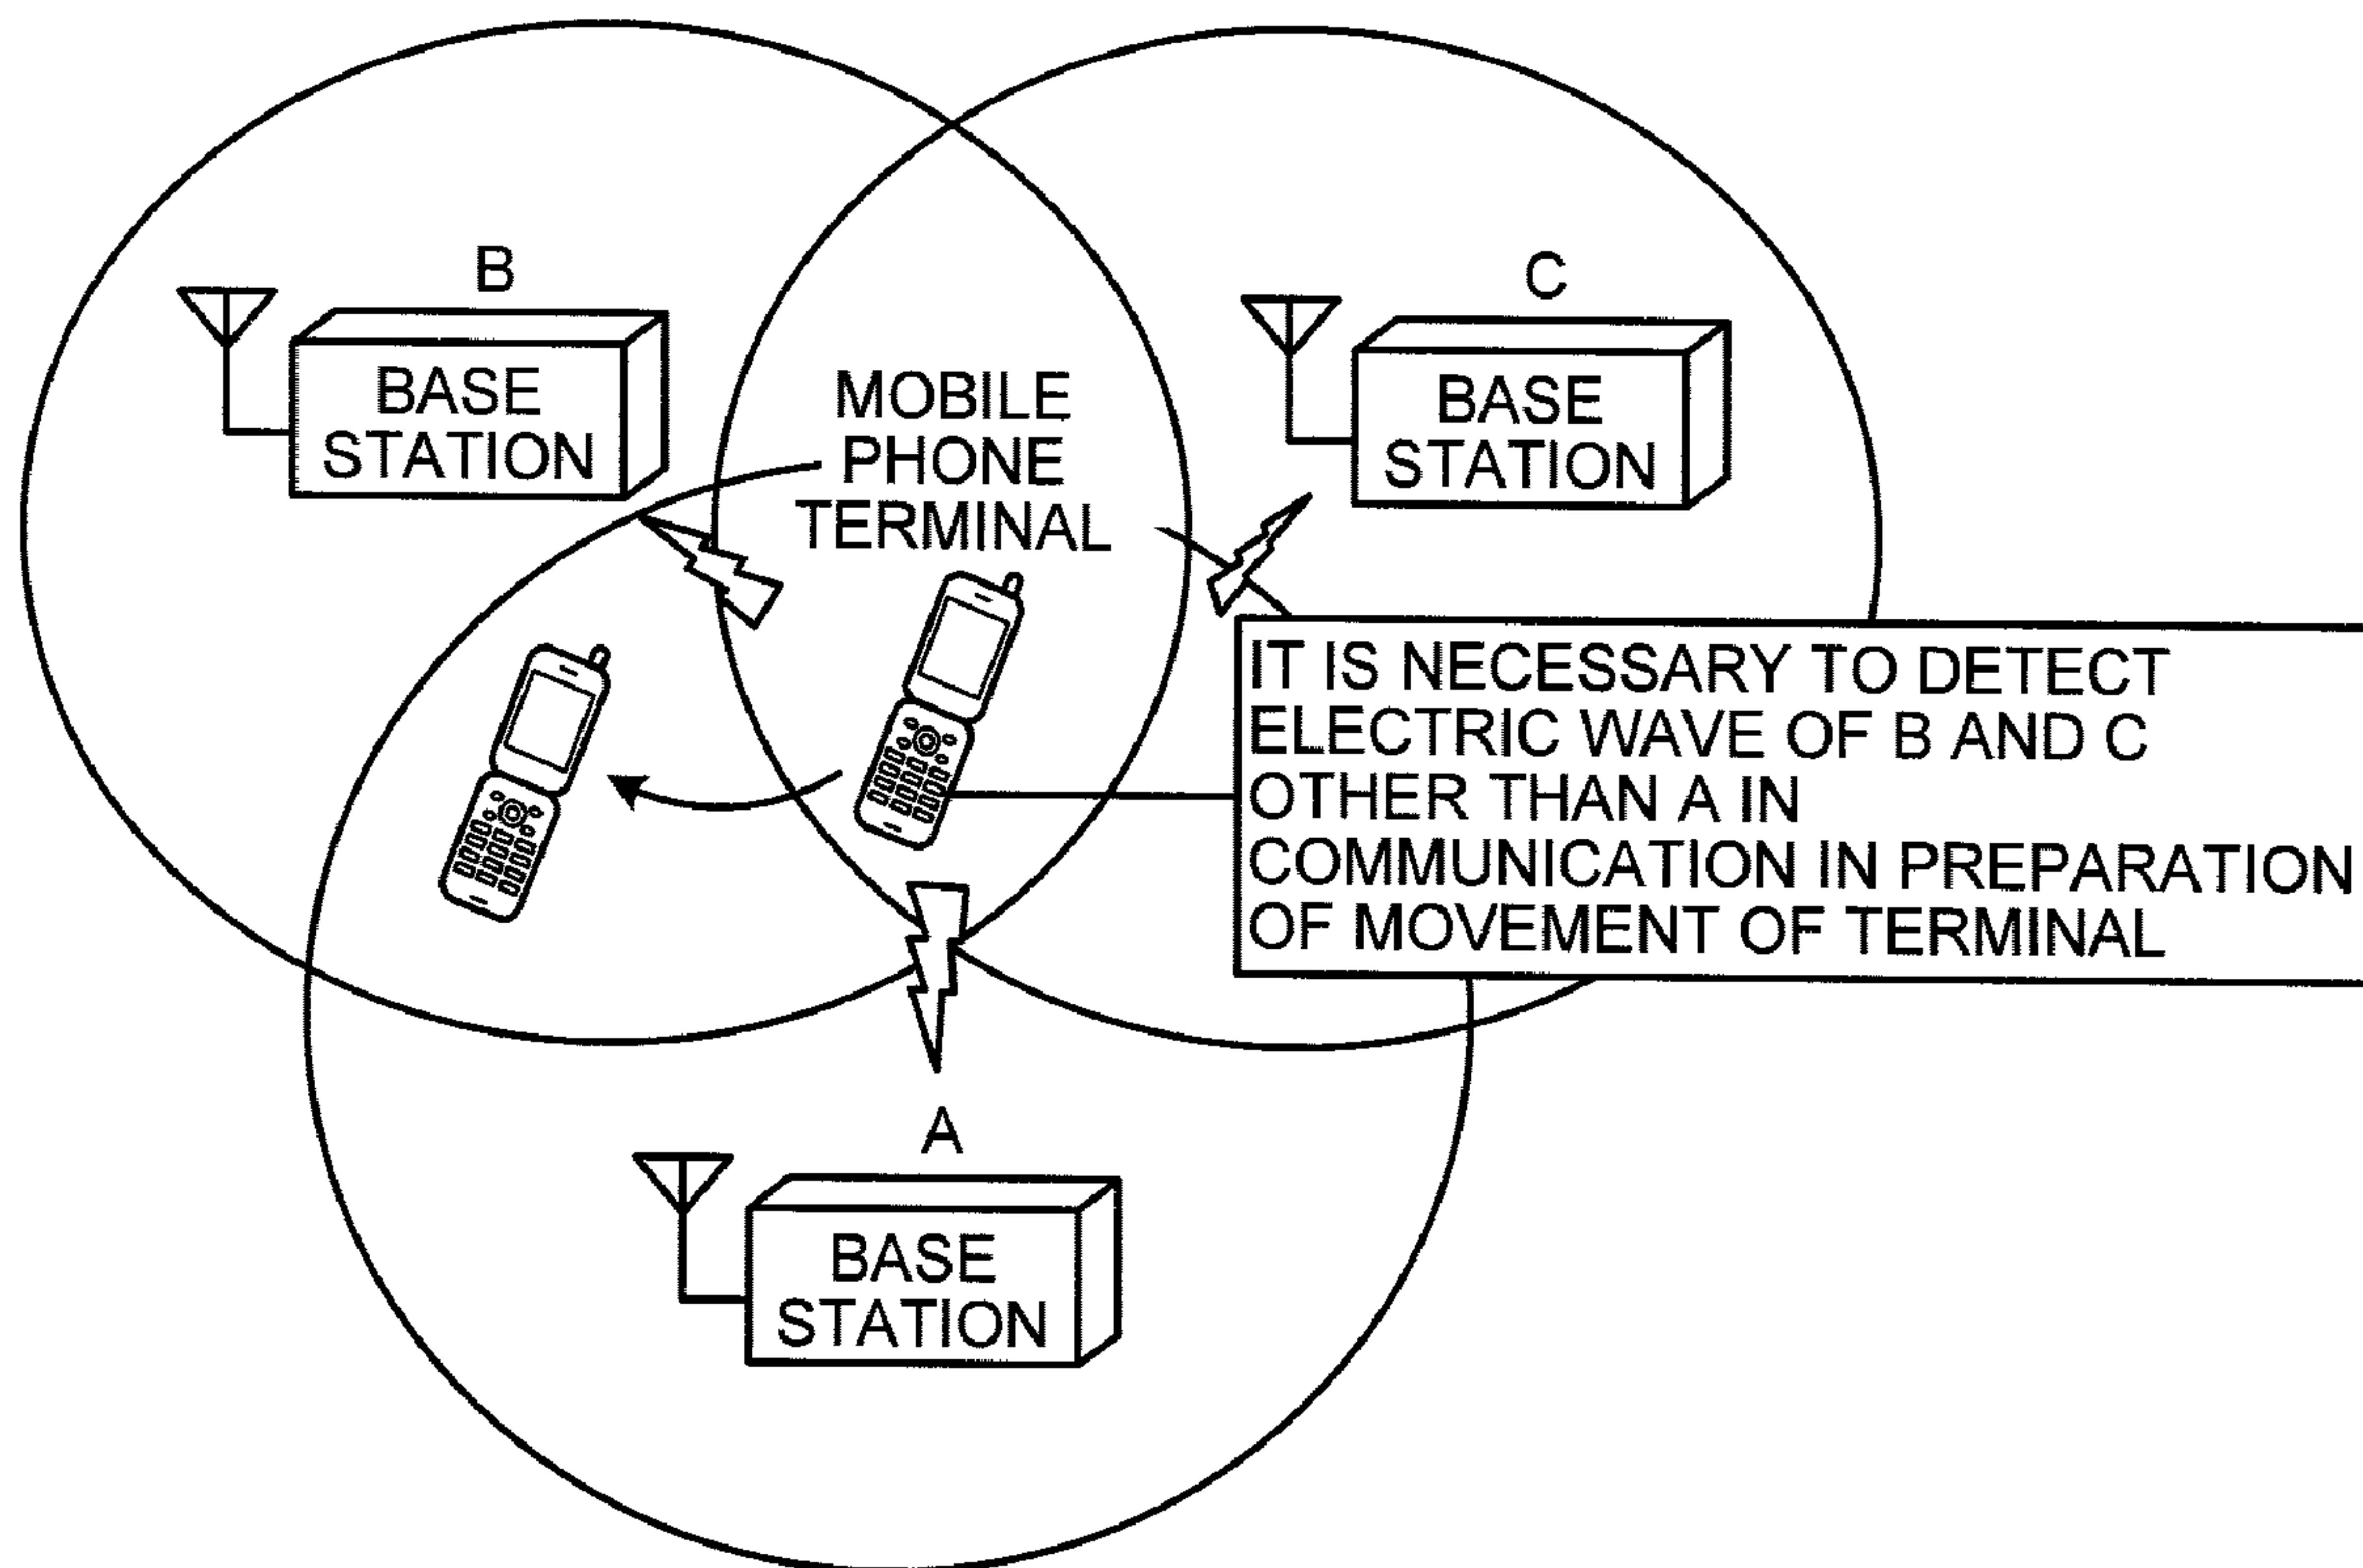 B
BASE
STATION
C
BASE
STATION
MOBILE
PHONE
TERMINAL
IT IS NECESSARY TO DETECT
ELECTRIC WAVE OF B AND C
OTHER THAN A IN
COMMUNICATION IN PREPARATION
OF MOVEMENT OF TERMINAL
A
BASE
STATION